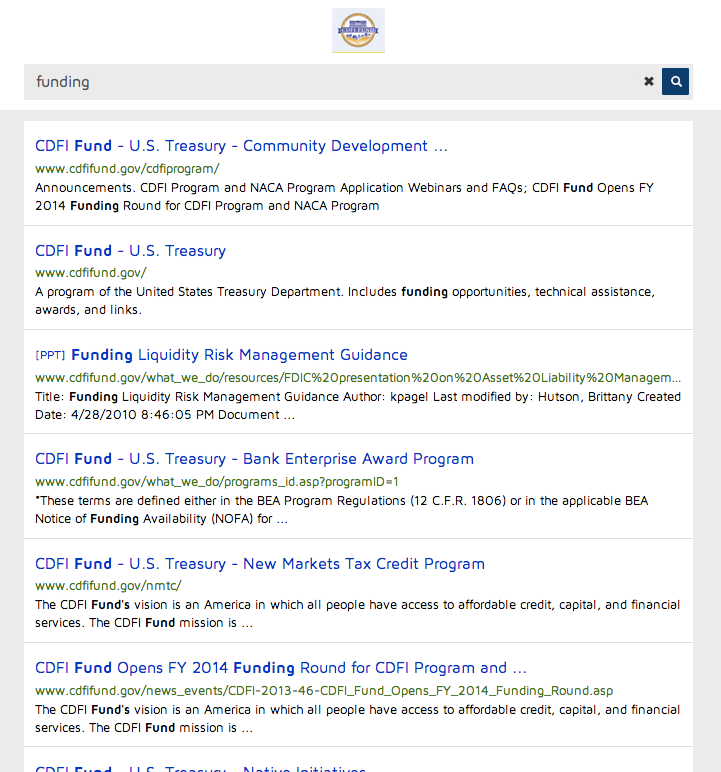 CDFI FUND
funding
CDFI Fund - U.S. Treasury - Community Development ...
www.cdfifund.gov/cdfiprogram/
Announcements. CDFI Program and NACA Program Application Webinars and FAQs; CDFI Fund Opens FY
2014 Funding Round for CDFI Program and NACA Program
CDFI Fund - U.S. Treasury
www.cdfifund.gov/
A program of the United States Treasury Department. Includes funding opportunities, technical assistance,
awards, and links.
[PPT] Funding Liquidity Risk Management Guidance
www.cdfifund.gov/what_we_do/resources/FDIC%20presentation%20on%20Asset%20Liability%20Managem...
Title: Funding Liquidity Risk Management Guidance Author: kpagel Last modified by: Hutson, Brittany Created
Date: 4/28/2010 8:46:05 PM Document ...
CDFI Fund - U.S. Treasury - Bank Enterprise Award Program
www.cdfifund.gov/what_we_do/programs_id.asp?programID=1
*These terms are defined either in the BEA Program Regulations (12 C.F.R. 1806) or in the applicable BEA
Notice of Funding Availability (NOFA) for ...
CDFI Fund - U.S. Treasury - New Markets Tax Credit Program
www.cdfifund.gov/nmtc/
The CDFI Fund's vision is an America in which all people have access to affordable credit, capital, and financial
services. The CDFI Fund mission is ...
CDFI Fund Opens FY 2014 Funding Round for CDFI Program and ...
www.cdfifund.gov/news_events/CDFI-2013-46-CDFI_Fund_Opens_FY_2014_Funding_Round.asp
The CDFI Fund's vision is an America in which all people have access to affordable credit, capital, and financial
services. The CDFI Fund mission is ...
CDFI Fund - U.S. Treasury - Native Initiatives